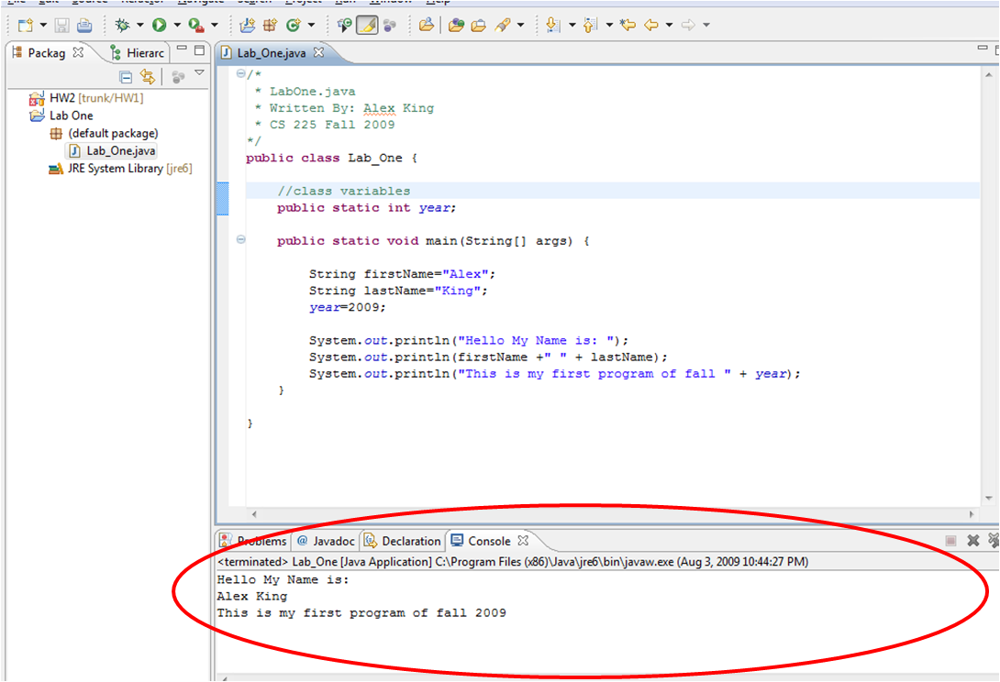 Packag
Hierarc
HW2 [trunk/HW1]
Lab One
(default package)
Lab_One.java
JRE System Library [jre6]
Lab_One.java
/*
 * LabOne.java
 * Written By: Alex King
 * CS 225 Fall 2009
*/
public class Lab_One {
    //class variables
    public static int year;
    public static void main(String[] args) {
        String firstName="Alex";
        String lastName="King";
        year=2009;
        System.out.println("Hello My Name is: ");
        System.out.println(firstName +" " + lastName);
        System.out.println("This is my first program of fall " + year);
    }
}
Problems @ Javadoc Declaration Console
<terminated> Lab_One [Java Application] C:\Program Files (x86)\Java\jre6\bin\javaw.exe (Aug 3, 2009 10:44:27 PM)
Hello My Name is:
Alex King
This is my first program of fall 2009